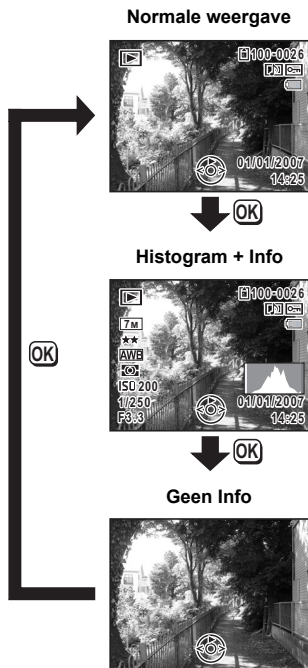 Normale weergave
100-0026
01/01/2007
14:25
OK
Histogram + Info
100-0026
7M
AWB
ISO 200
1/250
F3.3
01/01/2007
14:25
OK
OK
Geen Info